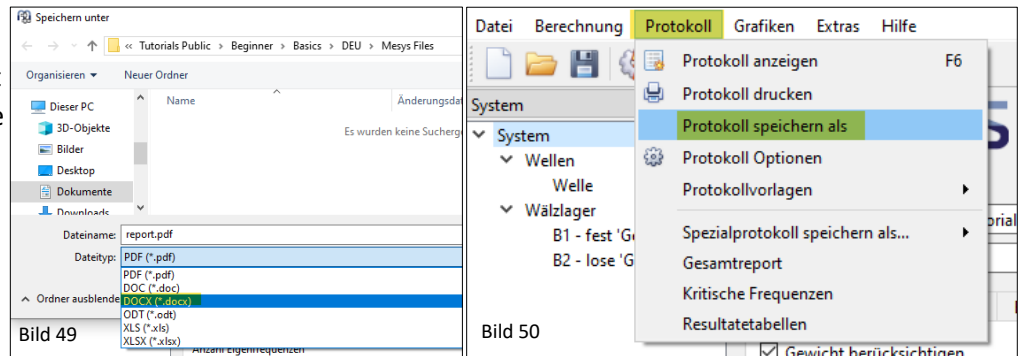 Speichern unter
« Tutorials Public > Beginner > Basics > DEU > Mesys Files
Organisieren
Neuer Ordner
Dieser PC
3D-Objekte
Bilder
Desktop
Dokumente
Downloads
Name
Änderungsdat
Es wurden keine Sucherge
Dateiname: report.pdf
Dateityp: PDF (*.pdf)
PDF (*.pdf)
DOC (*.doc)
DOCX (*.docx)
ODT (*.odt)
XLS (*.xls)
XLSX (*.xlsx)
Ordner ausblende
Bild 49
Anzahl Eigenfrequenzen
Datei Berechnung Protokoll Grafiken Extras Hilfe
System
System
Wellen
Welle
Wälzlager
B1 - fest 'Ge
B2 - lose 'G
Protokoll anzeigen F6
Protokoll drucken
Protokoll speichern als
Protokoll Optionen
Protokollvorlagen
Spezialprotokoll speichern als...
Gesamtreport
Kritische Frequenzen
Resultatetabellen
Bild 50
orial
Gewicht berücksichtigen